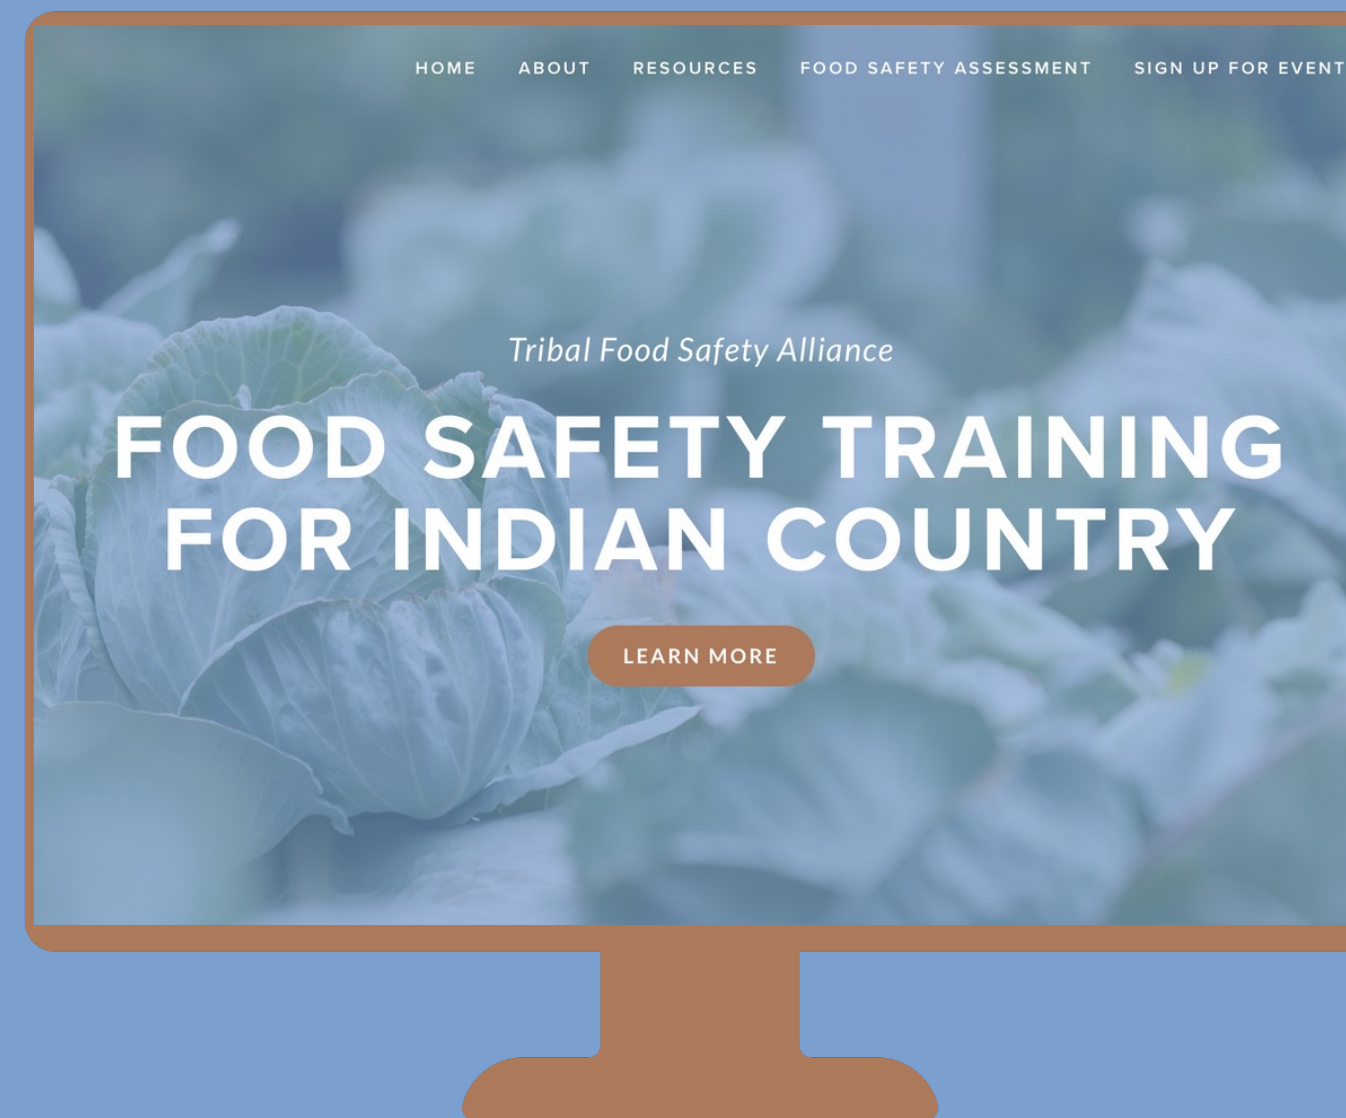 HOME ABOUT RESOURCES FOOD SAFETY ASSESSMENT SIGN UP FOR EVENT
Tribal Food Safety Alliance
FOOD SAFETY TRAINING
FOR INDIAN COUNTRY
LEARN MORE